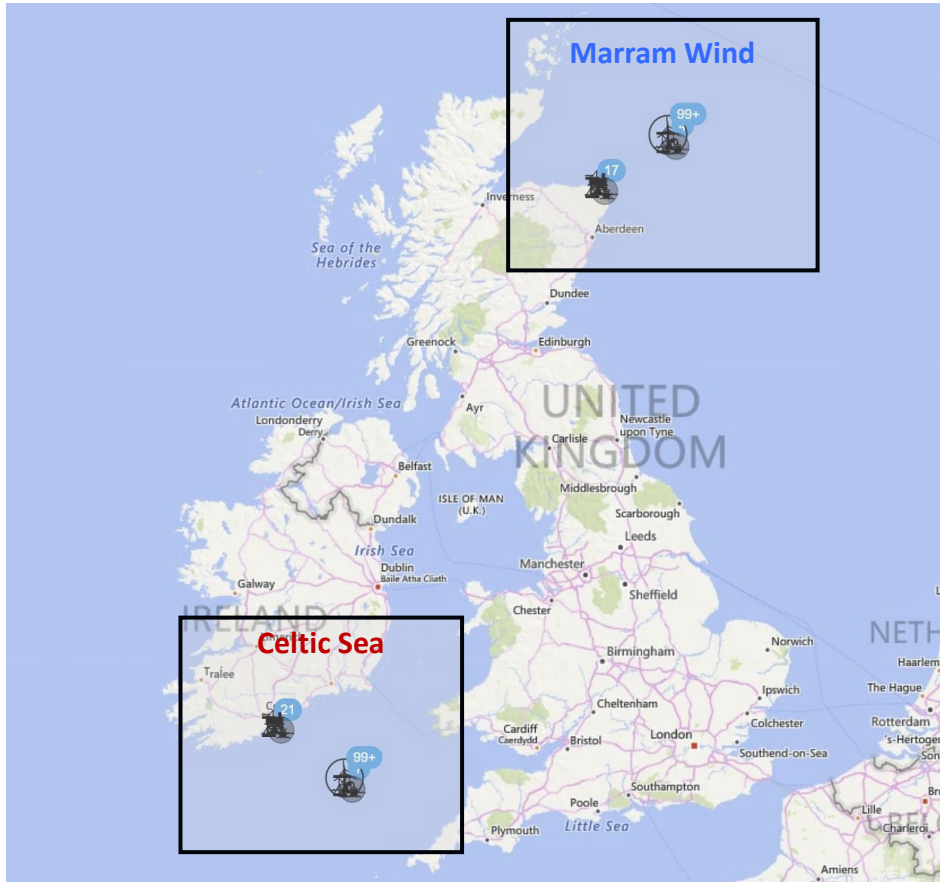 Marram Wind
99+
17
Inverness
Aberdeen
Sea of the
Hebrides
Dundee
Greenock
Edinburgh
Atlantic Ocean/Irish Sea
Ayr
UNITED
KINGDOM
Newcastle
upon Tyne
Londonderry
Derry
Carlisle
Belfast
Middlesbrough
ISLE OF MAN
(U.K.)
Scarborough
Dundalk
Irish Sea
Leeds
Dublin
Baile Atha Cliath
Manchester
Galway
Sheffield
Chester
IRELAND
Celtic Sea
NETH
Norwich
Birmingham
Haarlem
Tralee
The Hague
Ipswich
Cheltenham
21
Colchester
Rotterdam
Cardiff
Caerdydd
London
's-Hertogen
Bristol
Southend-on-Sea
99+
Southampton
Poole
Lille
Little Sea
Plymouth
Charleroi
Amiens